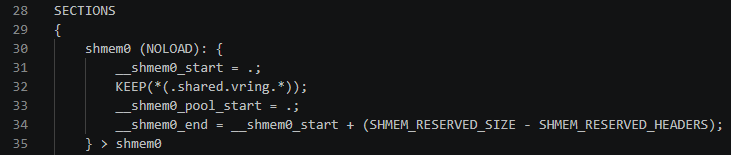 28 SECTIONS
29 {
30 shmem0 (NOLOAD): {
31 __shmem0_start = .;
32 KEEP(*(.shared.vring.*));
33 __shmem0_pool_start = .;
34 __shmem0_end = __shmem0_start + (SHMEM_RESERVED_SIZE - SHMEM_RESERVED_HEADERS);
35 } > shmem0